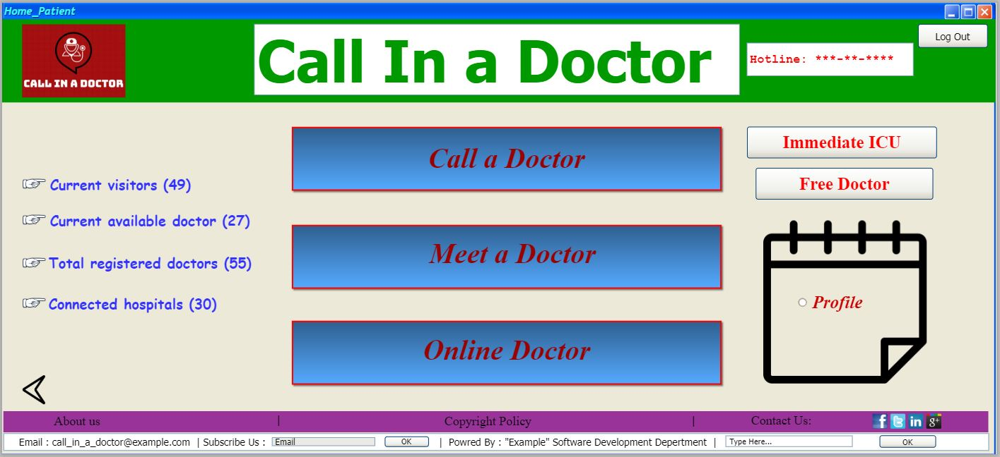 Home_Patient
CALL IN A DOCTOR
Call In a Doctor
Hotline: ***-**-****
Log Out
Current visitors (49)
Current available doctor (27)
Total registered doctors (55)
Connected hospitals (30)
Call a Doctor
Meet a Doctor
Online Doctor
Immediate ICU
Free Doctor
Profile
About us | Copyright Policy | Contact Us: f t in g+
Email : call_in_a_doctor@example.com | Subscribe Us : Email OK | Powred By : "Example" Software Development Depertment | Type Here... OK